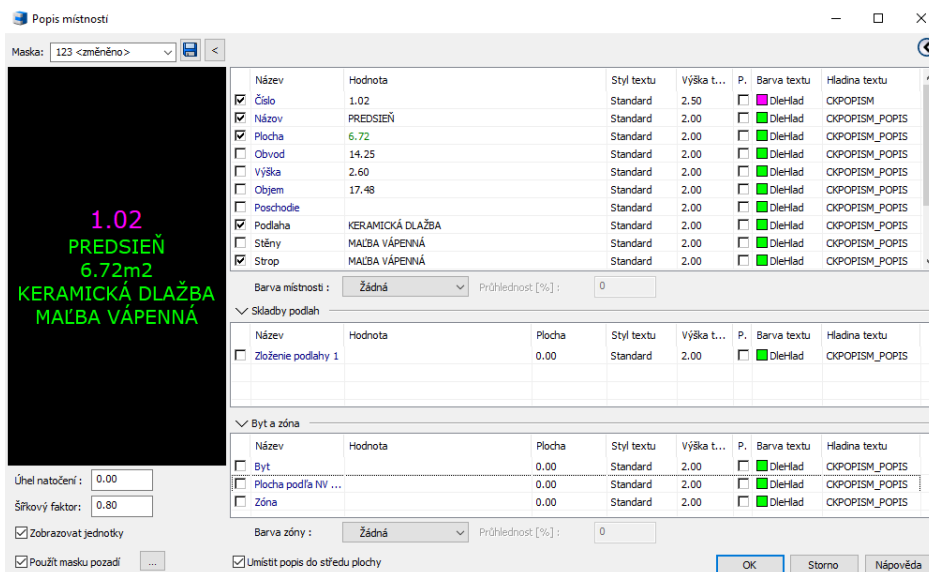 Popis místností
Maska: 123 <změněno> <
Název Hodnota Styl textu Výška t... P. Barva textu Hladina textu
Číslo 1.02 Standard 2.50 DleHlad CKPOPISM
Názov PREDSIEŇ Standard 2.00 DleHlad CKPOPISM_POPIS
Plocha 6.72 Standard 2.00 DleHlad CKPOPISM_POPIS
Obvod 14.25 Standard 2.00 DleHlad CKPOPISM_POPIS
Výška 2.60 Standard 2.00 DleHlad CKPOPISM_POPIS
Objem 17.48 Standard 2.00 DleHlad CKPOPISM_POPIS
Poschodie Standard 2.00 DleHlad CKPOPISM_POPIS
Podlaha KERAMICKÁ DLAŽBA Standard 2.00 DleHlad CKPOPISM_POPIS
Stěny MAĽBA VÁPENNÁ Standard 2.00 DleHlad CKPOPISM_POPIS
Strop MAĽBA VÁPENNÁ Standard 2.00 DleHlad CKPOPISM_POPIS
1.02
PREDSIEŇ
6.72m2
KERAMICKÁ DLAŽBA
MAĽBA VÁPENNÁ
Barva místnosti : Žádná Průhlednost [%] : 0
Skladby podlah
Název Hodnota Plocha Styl textu Výška t... P. Barva textu Hladina textu
Zloženie podlahy 1 0.00 Standard 2.00 DleHlad CKPOPISM_POPIS
Byt a zóna
Název Hodnota Plocha Styl textu Výška t... P. Barva textu Hladina textu
Byt 0.00 Standard 2.00 DleHlad CKPOPISM_POPIS
Plocha podľa NV ... 0.00 Standard 2.00 DleHlad CKPOPISM_POPIS
Zóna 0.00 Standard 2.00 DleHlad CKPOPISM_POPIS
Úhel natočení : 0.00
Šířkový faktor: 0.80
Zobrazovat jednotky
Barva zóny : Žádná Průhlednost [%] : 0
Použít masku pozadí ...
Umístit popis do středu plochy
OK Storno Nápověda